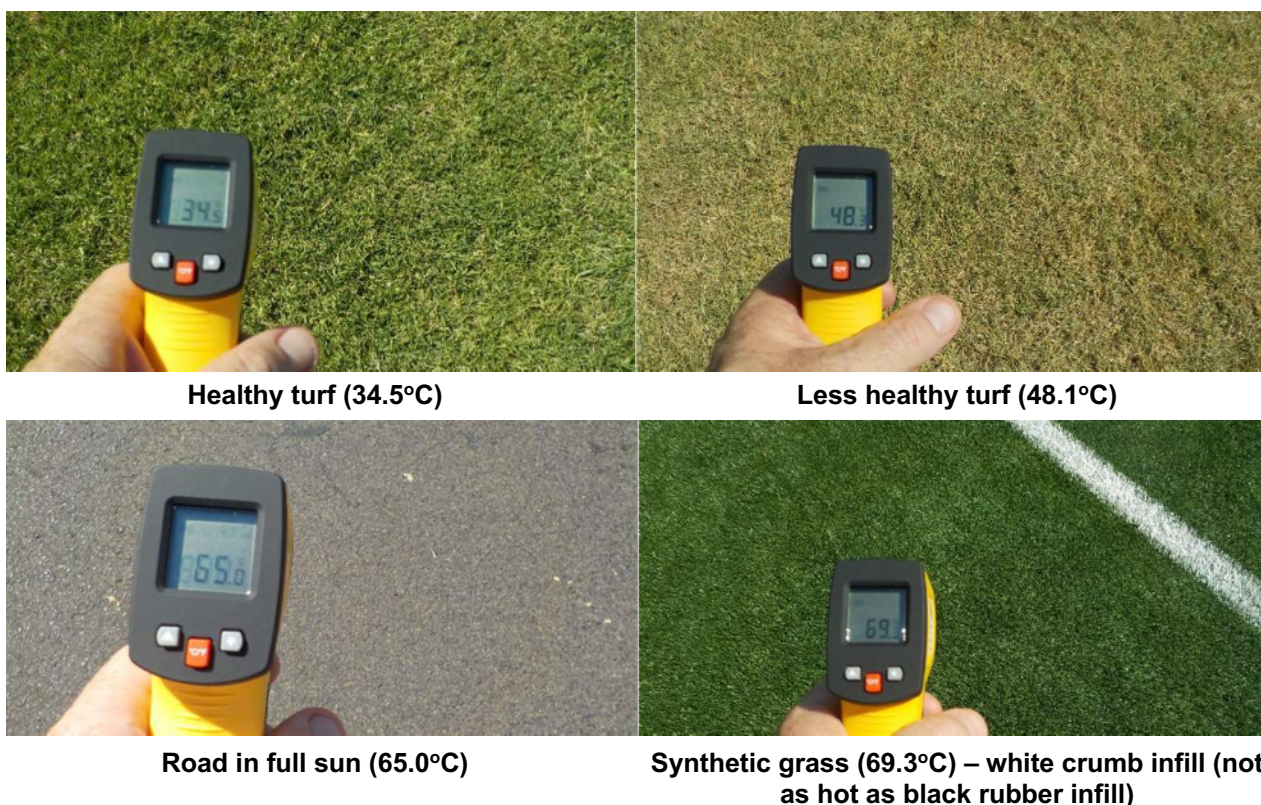 34.5
48.3
Healthy turf (34.5°C)
Less healthy turf (48.1°C)
65.0
69.3
°C/°F
Road in full sun (65.0°C)
Synthetic grass (69.3°C) – white crumb infill (not
as hot as black rubber infill)